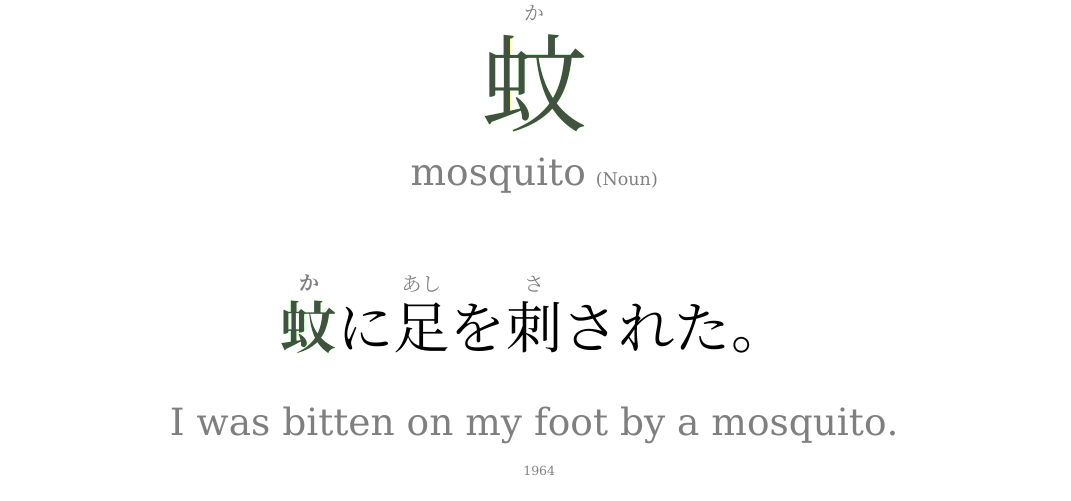 か
蚊
mosquito (Noun)
か あし さ
蚊に足を刺された。
I was bitten on my foot by a mosquito.
1964